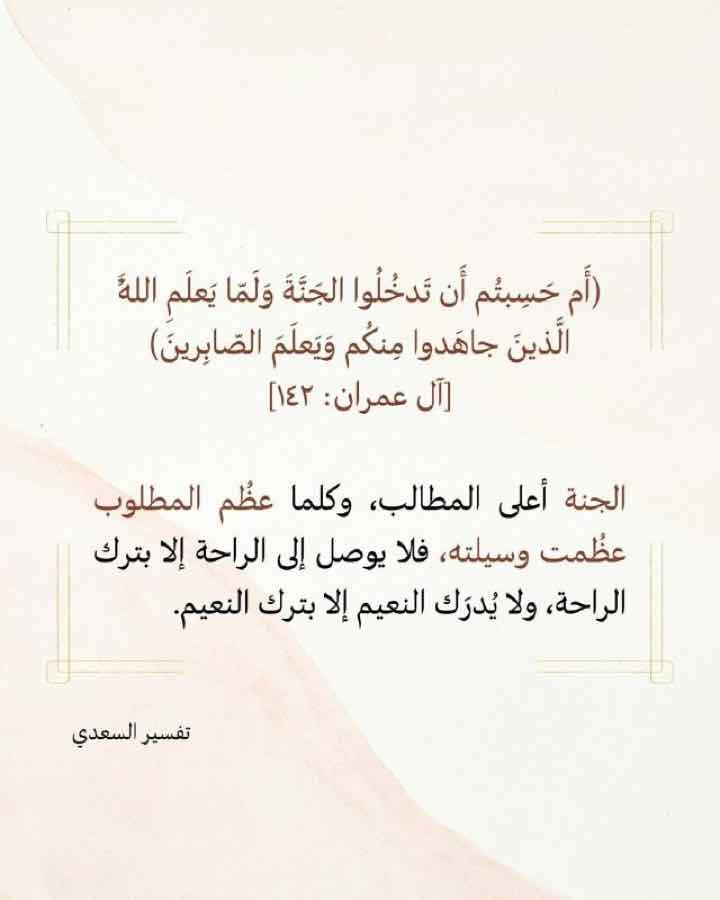 (أَم حَسِبتُم أَن تَدخُلُوا الجَنَّةَ وَلَمّا يَعلَمِ اللهُ
الَّذينَ جاهَدوا مِنكُم وَيَعلَمَ الصّابِرينَ)
[آل عمران: ١٤٢]
الجنة أعلى المطالب، وكلما عظُم المطلوب
عظُمت وسيلته، فلا يوصل إلى الراحة إلا بترك
الراحة، ولا يُدرَك النعيم إلا بترك النعيم.
تفسير السعدي